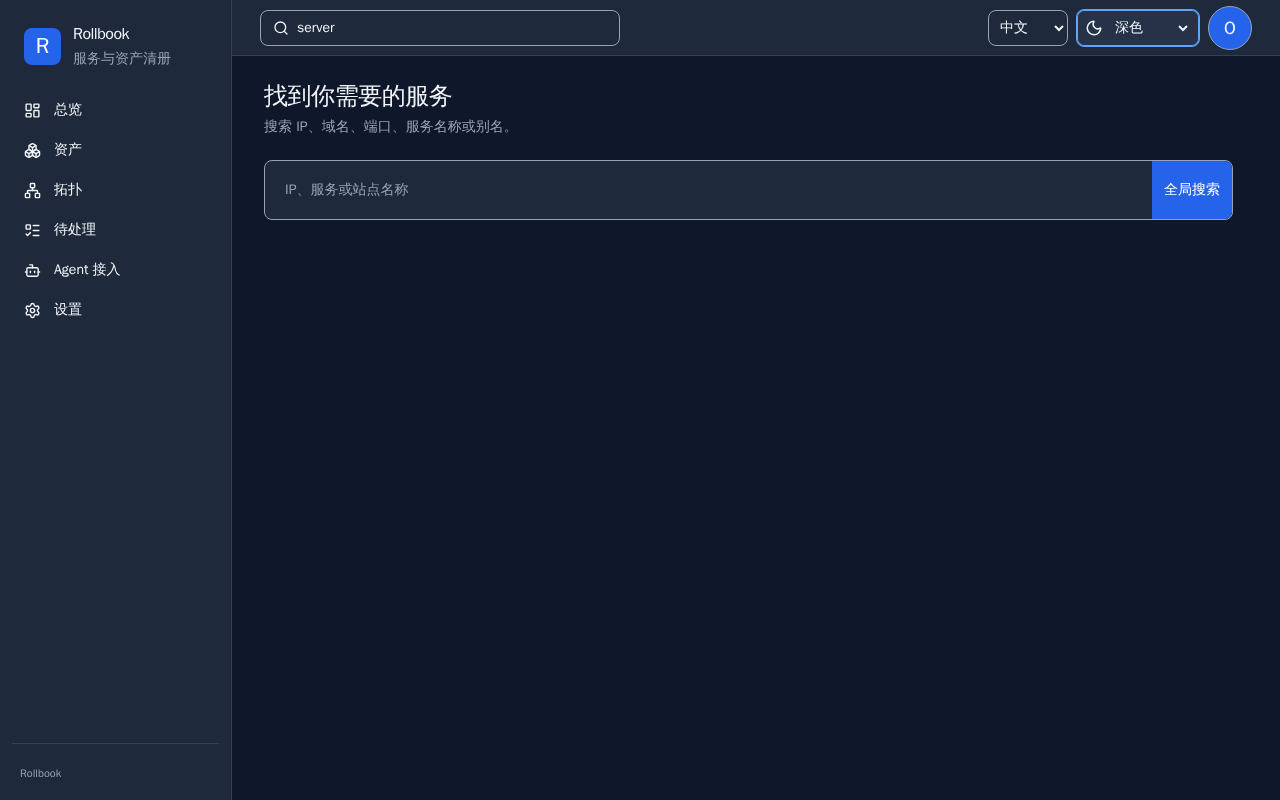 R
Rollbook
服务与资产清册
总览
资产
拓扑
待处理
Agent 接入
设置
Rollbook
server
中文
深色
O
找到你需要的服务
搜索 IP、域名、端口、服务名称或别名。
IP、服务或站点名称
全局搜索